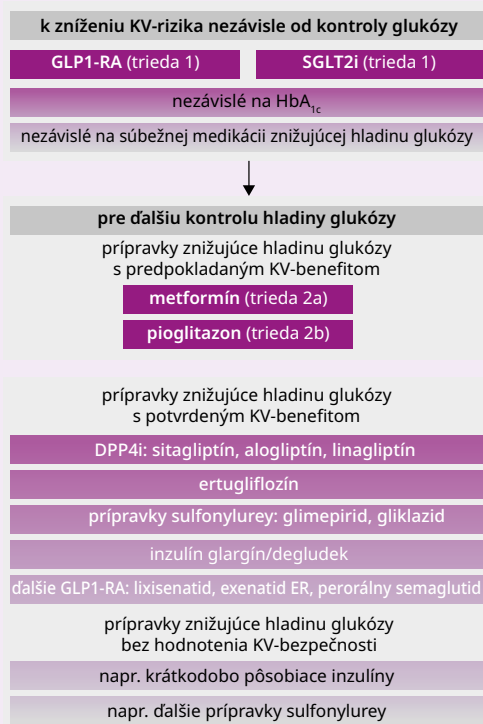 k zníženiu KV-rizika nezávisle od kontroly glukózy
GLP1-RA (trieda 1)
SGLT2i (trieda 1)
nezávislé na HbA1c
nezávislé na súbežnej medikácii znižujúcej hladinu glukózy
pre ďalšiu kontrolu hladiny glukózy
prípravky znižujúce hladinu glukózy
s predpokladaným KV-benefitom
metformín (trieda 2a)
pioglitazon (trieda 2b)
prípravky znižujúce hladinu glukózy
s potvrdeným KV-benefitom
DPP4i: sitagliptín, alogliptín, linagliptín
ertugliflozín
prípravky sulfonylurey: glimepirid, gliklazid
inzulín glargín/degludek
ďalšie GLP1-RA: lixisenatid, exenatid ER, perorálny semaglutid
prípravky znižujúce hladinu glukózy
bez hodnotenia KV-bezpečnosti
napr. krátkodobo pôsobiace inzulíny
napr. ďalšie prípravky sulfonylurey